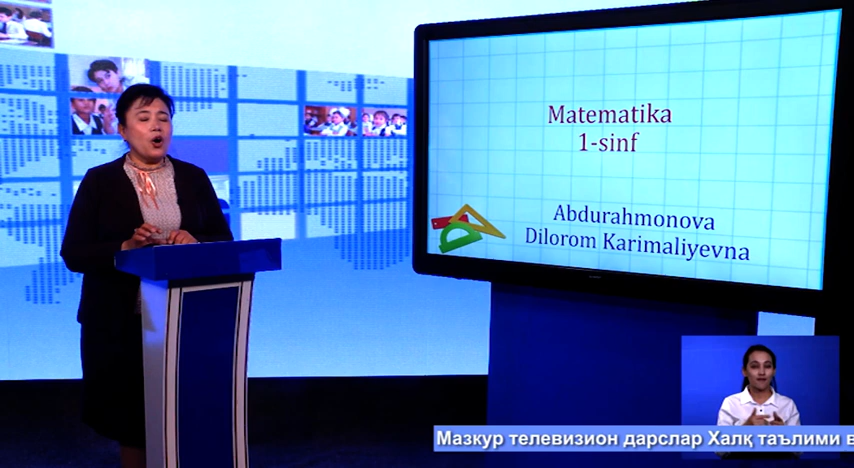 Matematika
1-sinf
Abdurahmonova
Dilorom Karimaliyevna
Мазкур телевизион дарслар Халқ таълими в